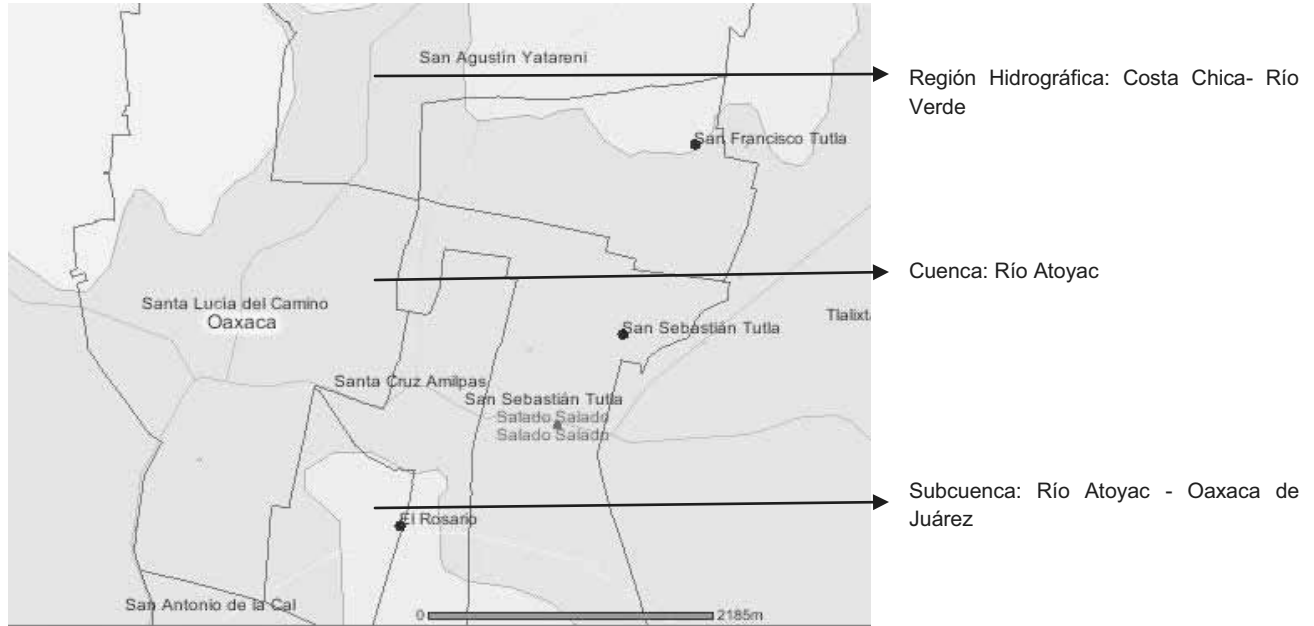 San Agustín Yatareni
Región Hidrográfica: Costa Chica- Río
Verde
San Francisco Tutla
Cuenca: Río Atoyac
Santa Lucia del Camino
Oaxaca
San Sebastián Tutla
Santa Cruz Amilpas
San Sebastián Tutla
Salado Salado
Salado Salado
Subcuenca: Río Atoyac - Oaxaca de
Juárez
El Rosario
San Antonio de la Cal
0 2185m